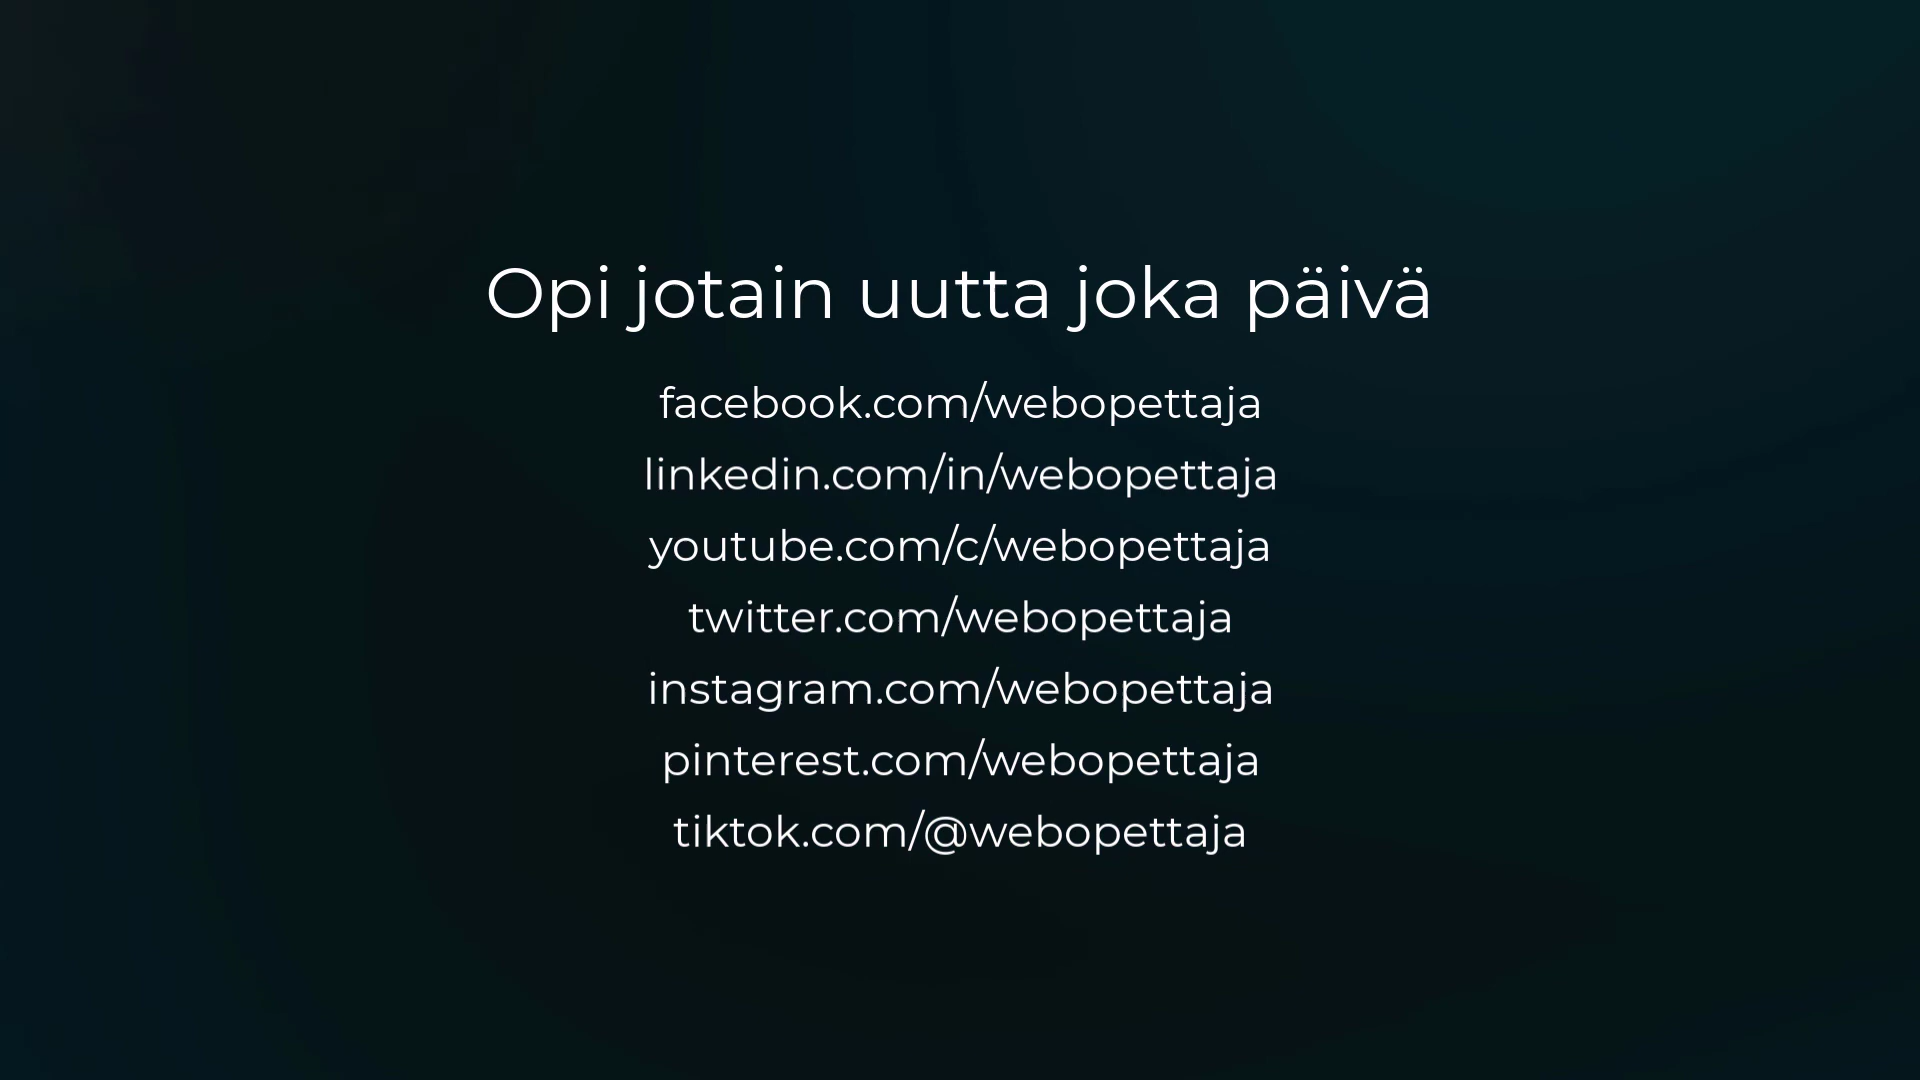 Opi jotain uutta joka päivä
facebook.com/webopettaja
linkedin.com/in/webopettaja
youtube.com/c/webopettaja
twitter.com/webopettaja
instagram.com/webopettaja
pinterest.com/webopettaja
tiktok.com/@webopettaja